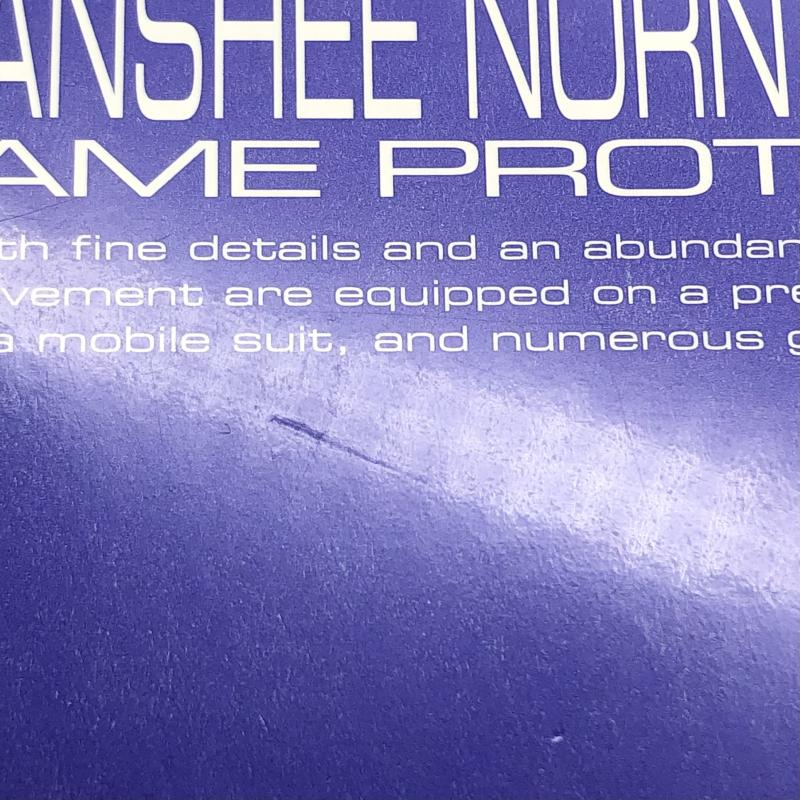 ANSHEE NORN
AME PROT
th fine details and an abundan
vement are equipped on a pre
a mobile suit, and numerous g